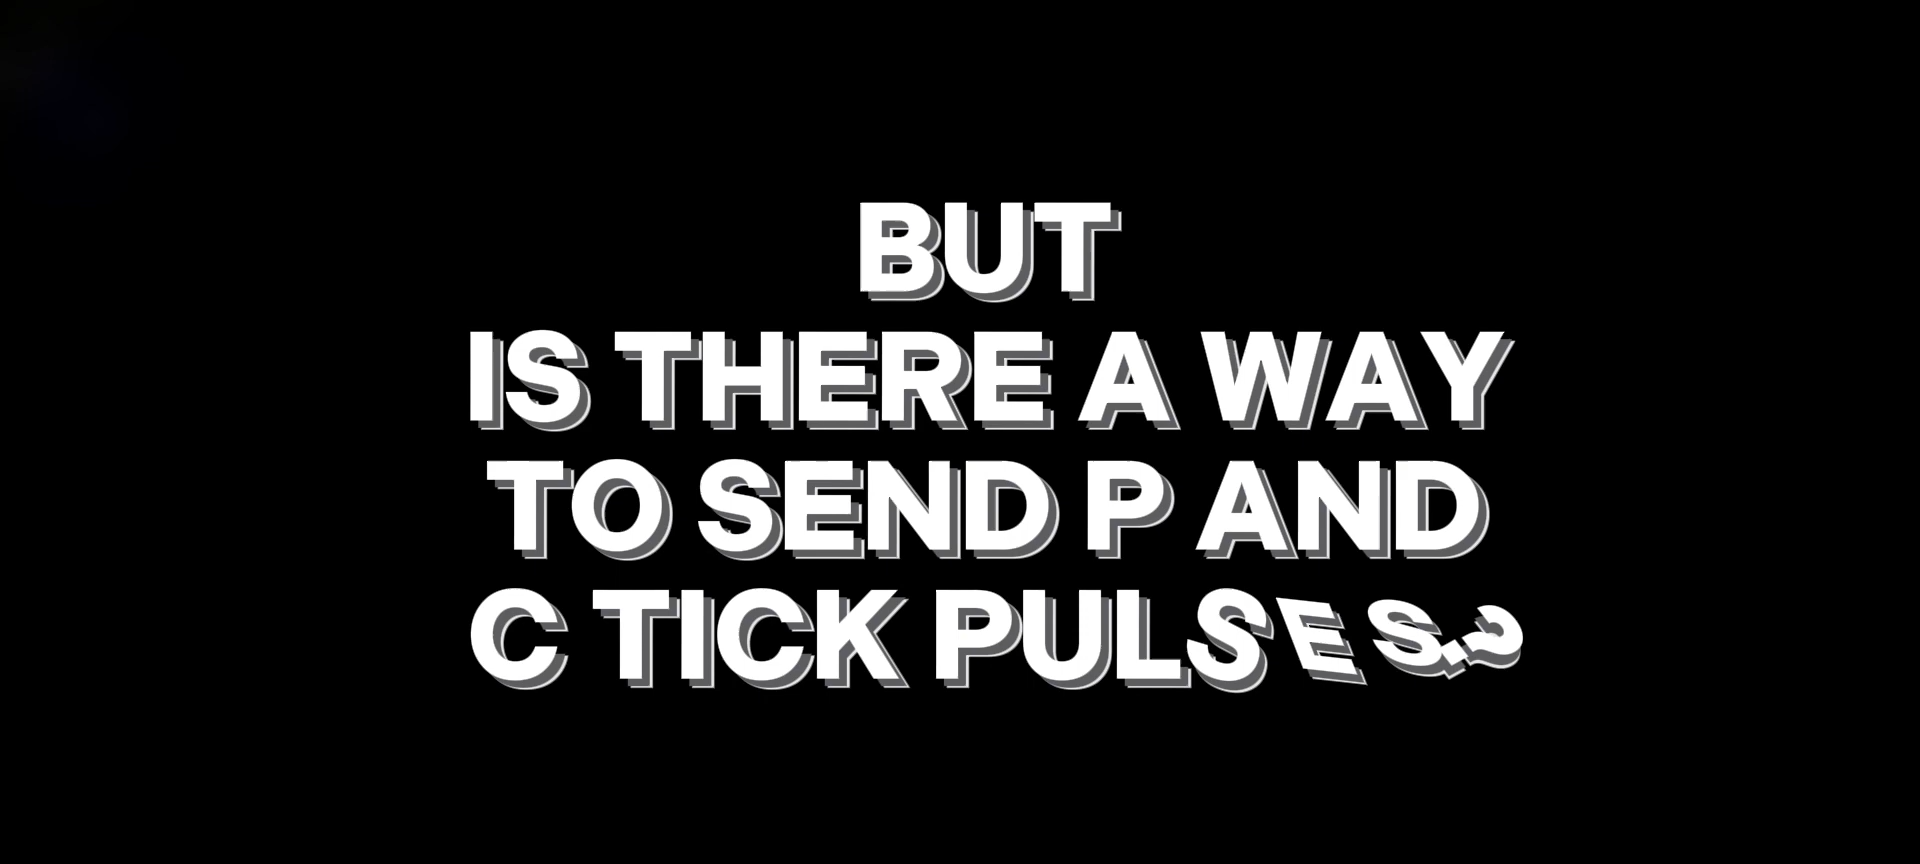 BUT
IS THERE A WAY
TO SEND P AND
C TICK PULSES?